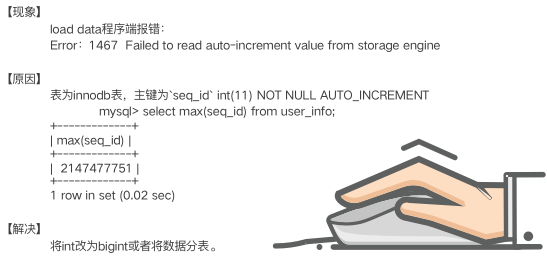 【现象】
load data程序端报错：
Error：1467 Failed to read auto-increment value from storage engine
【原因】
表为innodb表，主键为`seq_id` int(11) NOT NULL AUTO_INCREMENT
mysql> select max(seq_id) from user_info;
+-------------+
| max(seq_id) |
+-------------+
| 2147477751 |
+-------------+
1 row in set (0.02 sec)
【解决】
将int改为bigint或者将数据分表。